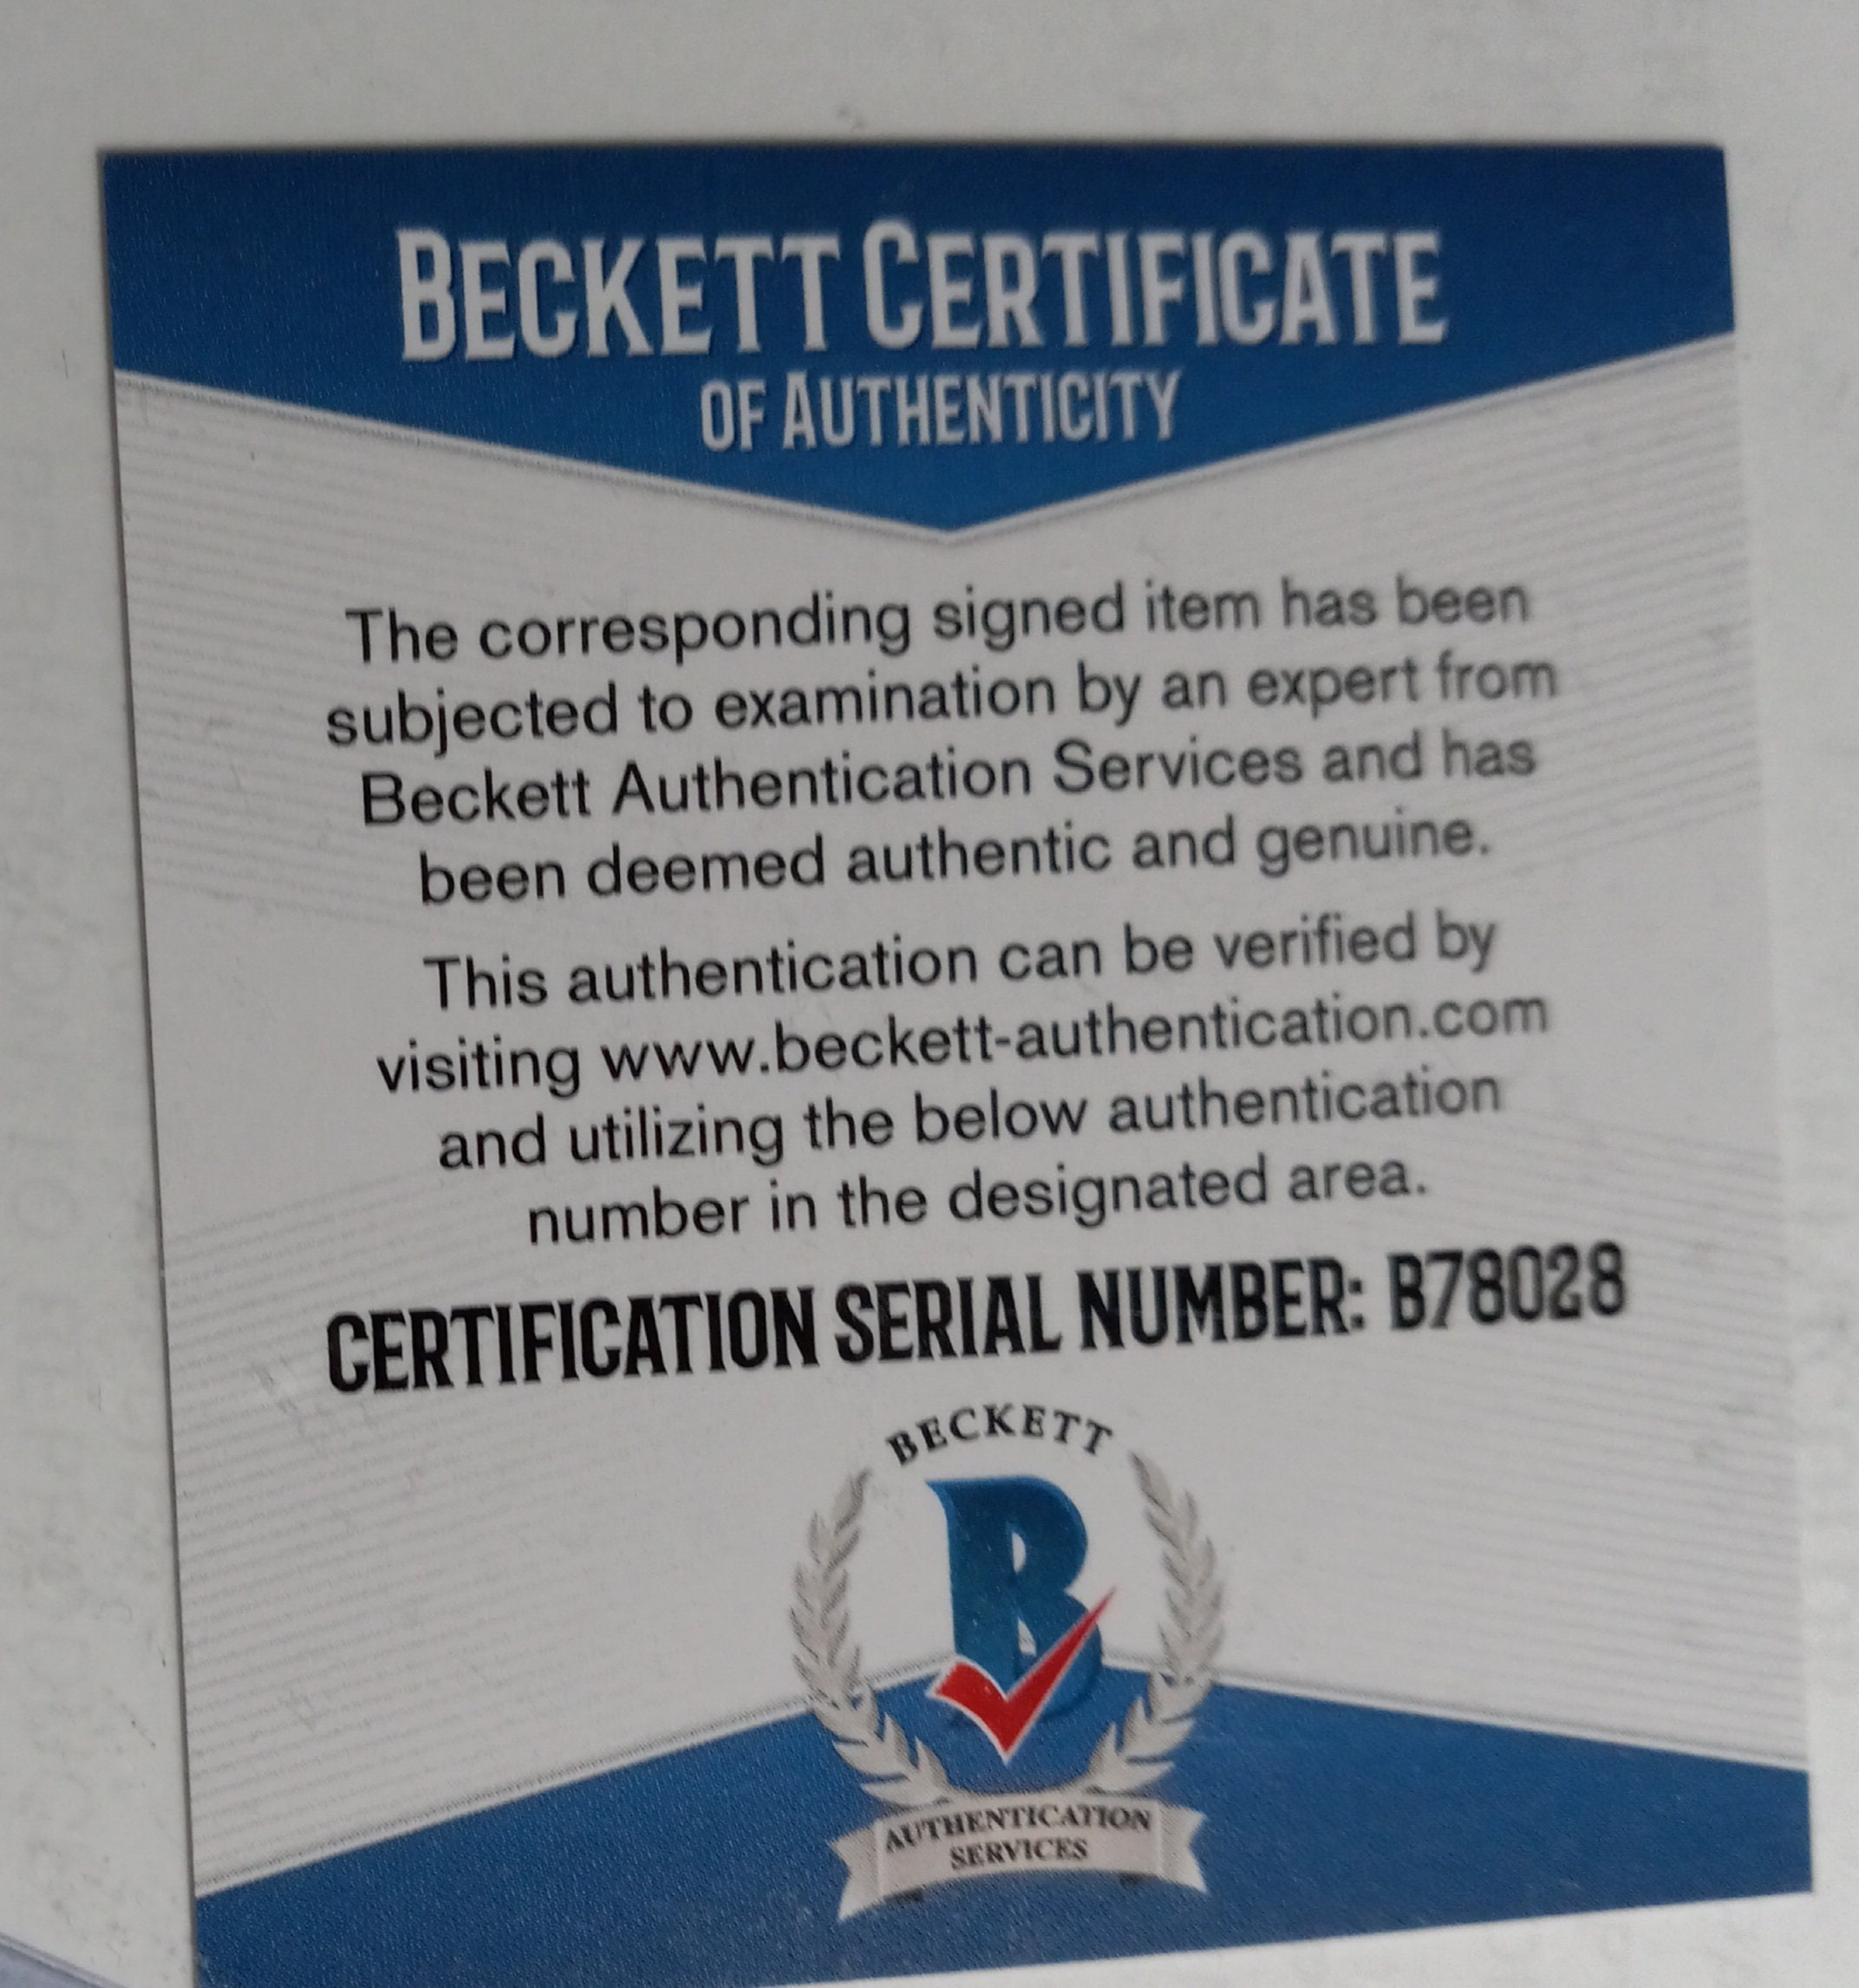 BECKETT CERTIFICATE
OF AUTHENTICITY
The corresponding signed item has been
subjected to examination by an expert from
Beckett Authentication Services and has
been deemed authentic and genuine.
This authentication can be verified by
visiting www.beckett-authentication.com
and utilizing the below authentication
number in the designated area.
CERTIFICATION SERIAL NUMBER: B78028
BECKETT
B
AUTHENTICATION
SERVICES